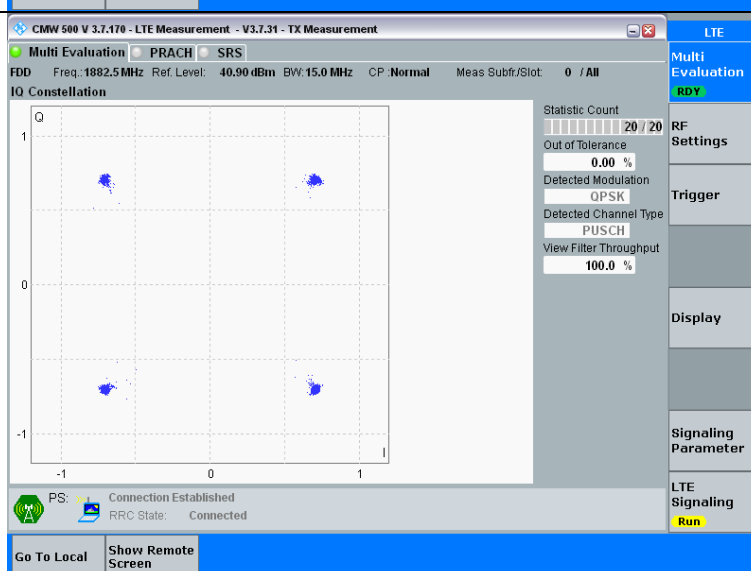 CMW 500 V 3.7.170 - LTE Measurement - V3.7.31 - TX Measurement
LTE
Multi Evaluation PRACH SRS
FDD Freq.:1882.5 MHz Ref. Level: 40.90 dBm BW:15.0 MHz CP :Normal Meas Subfr./Slot: 0 / All
IQ Constellation
Q
1
0
-1
-1 0 1
I
Statistic Count
20 / 20
Out of Tolerance
0.00 %
Detected Modulation
QPSK
Detected Channel Type
PUSCH
View Filter Throughput
100.0 %
Multi
Evaluation
RDY
RF
Settings
Trigger
Display
Signaling
Parameter
LTE
Signaling
Run
PS: Connection Established
RRC State: Connected
Go To Local
Show Remote
Screen